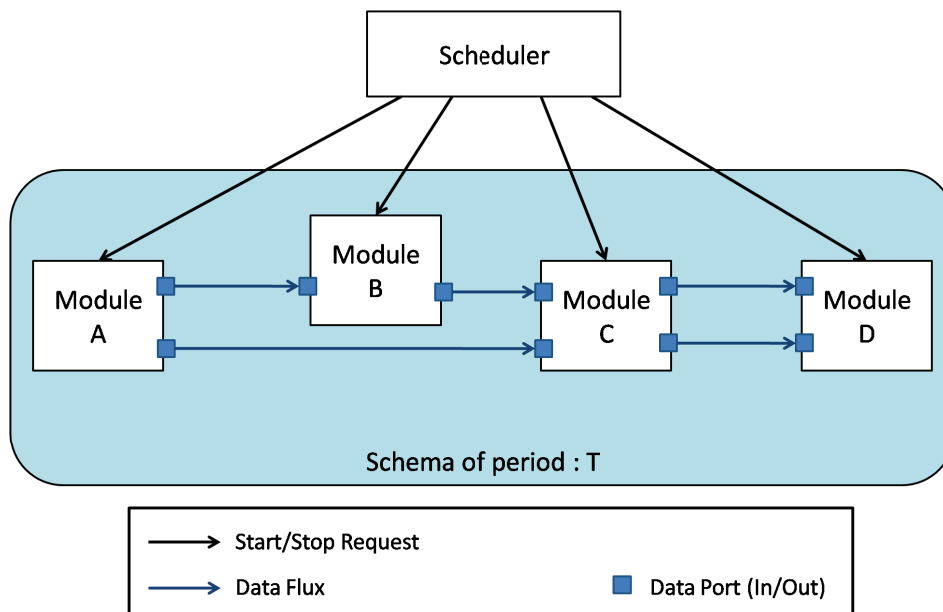 Scheduler
Module
A
Module
B
Module
C
Module
D
Schema of period : T
Start/Stop Request
Data Flux
Data Port (In/Out)